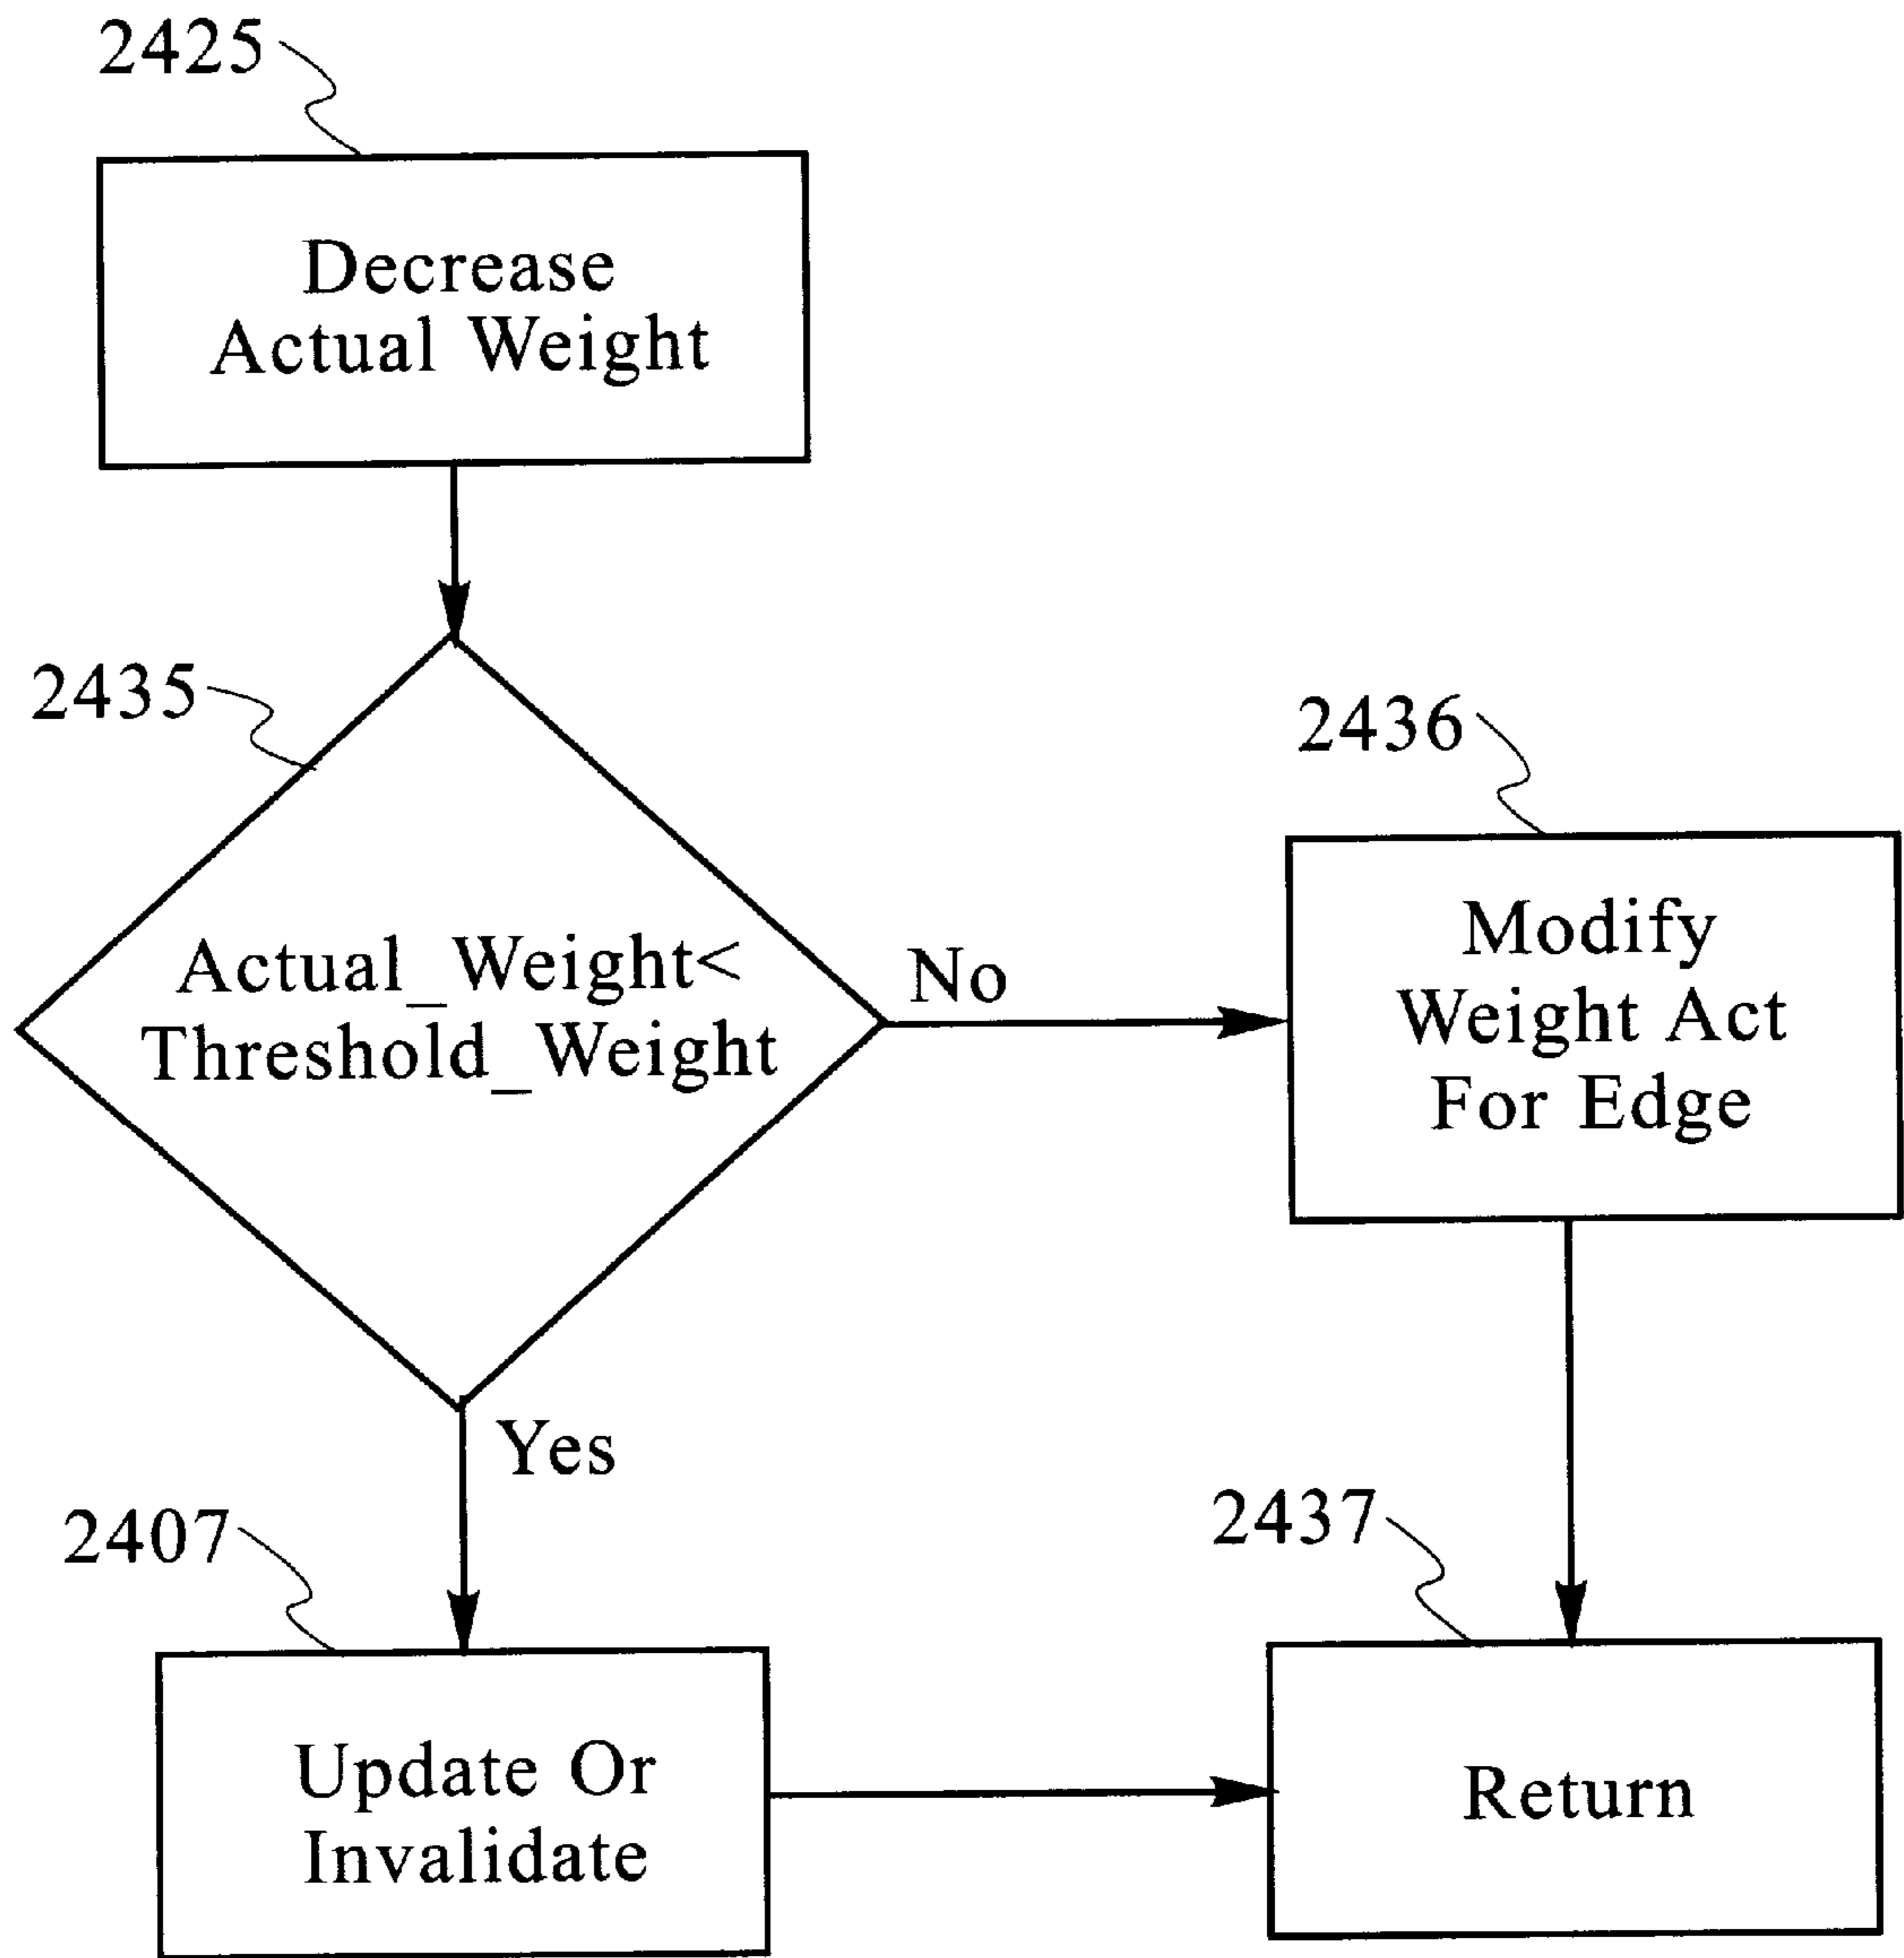 2425
Decrease
Actual Weight
2435
Actual_Weight<
Threshold_Weight
No
2436
Modify
Weight Act
For Edge
Yes
2407
Update Or
Invalidate
2437
Return